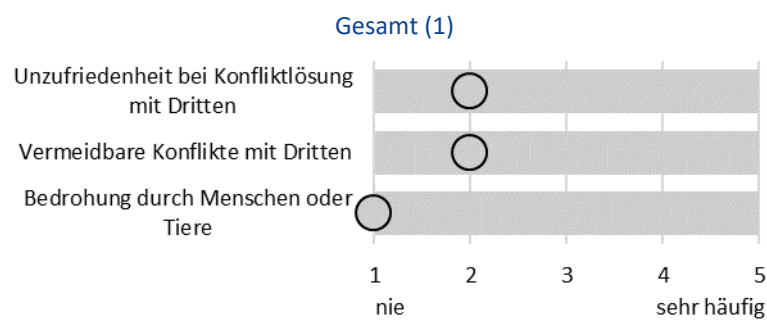 Gesamt (1)
Unzufriedenheit bei Konfliktlösung
mit Dritten
Vermeidbare Konflikte mit Dritten
Bedrohung durch Menschen oder
Tiere
1 2 3 4 5
nie sehr häufig